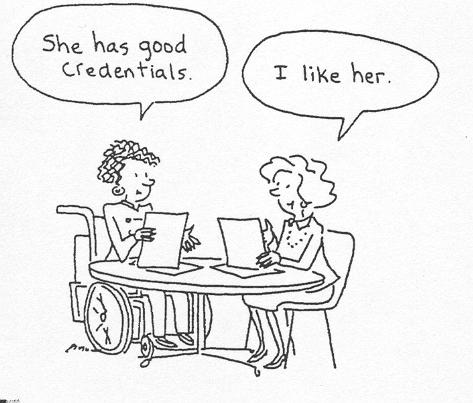 She has good
Credentials.
I like her.